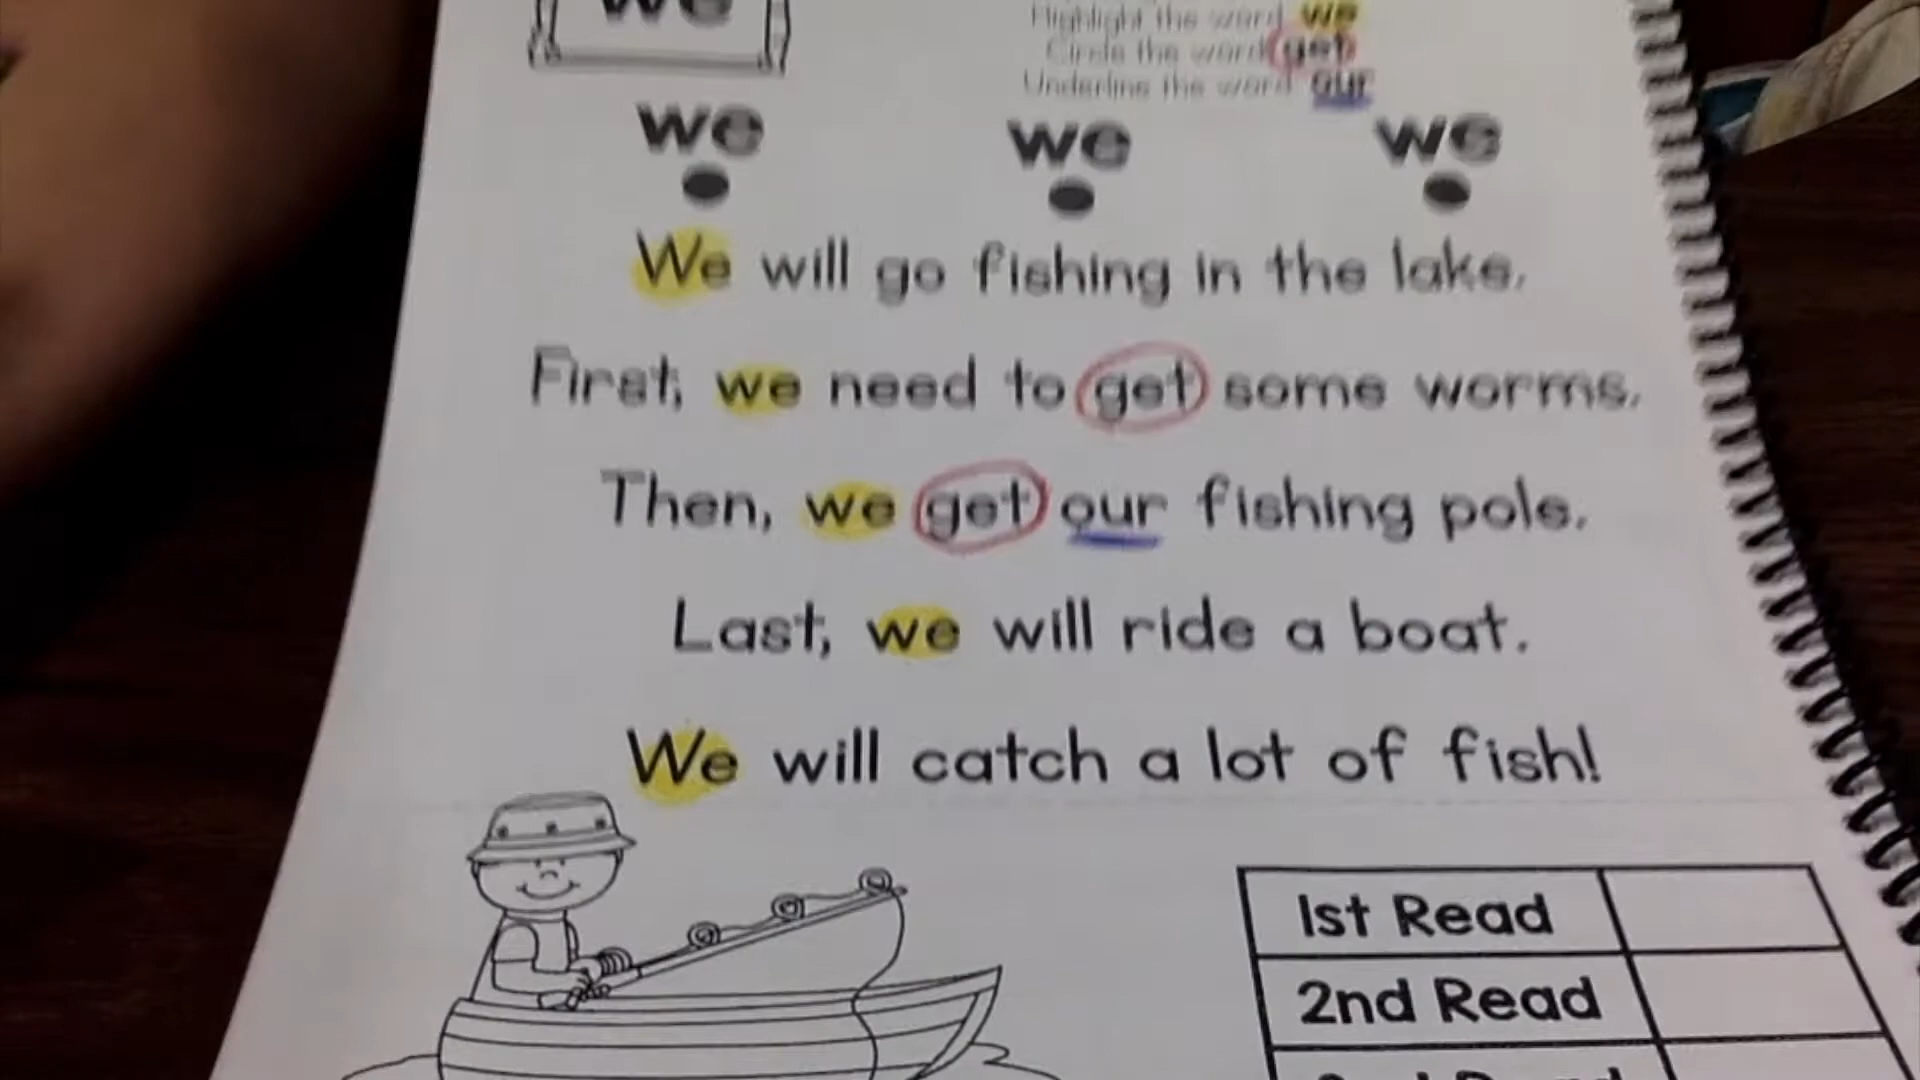 we
Highlight the word we
Circle the word get
Underline the word our
we we we
We will go fishing in the lake.
First, we need to get some worms.
Then, we get our fishing pole.
Last, we will ride a boat.
We will catch a lot of fish!
1st Read
2nd Read
Read